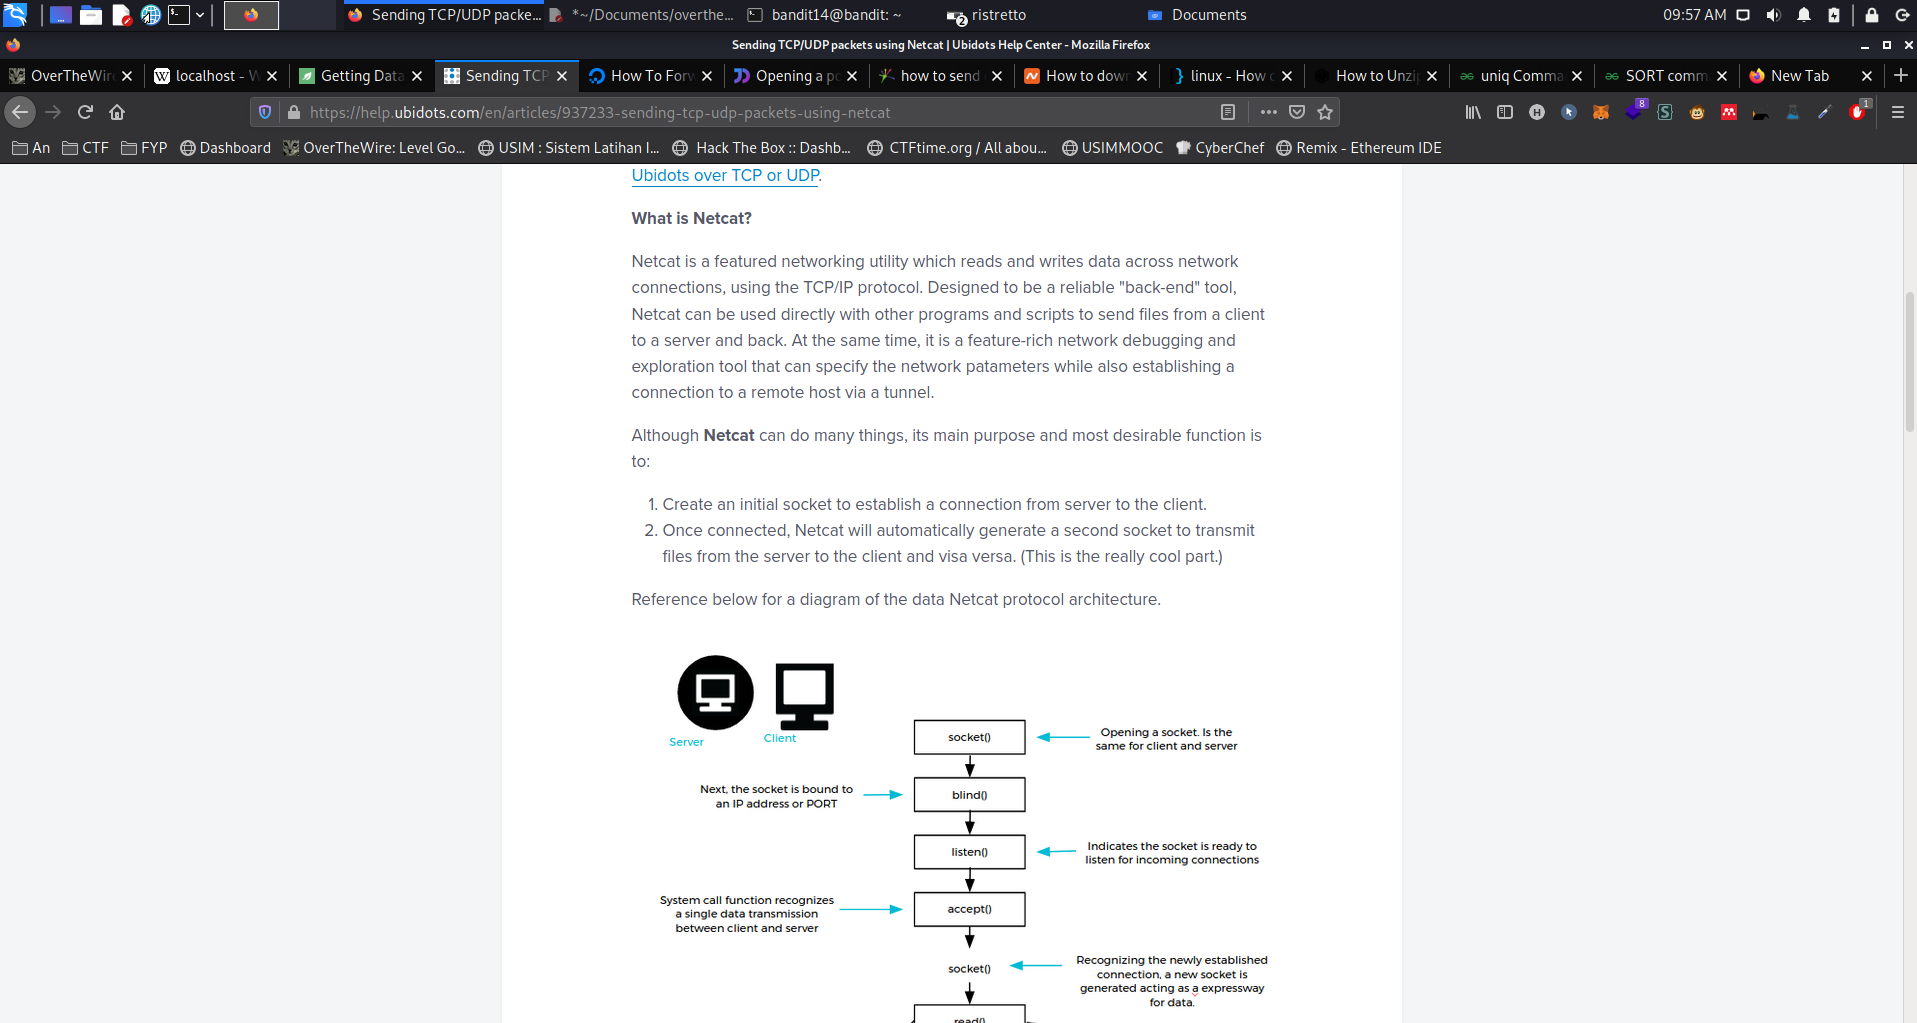 Sending TCP/UDP packe...
*~/Documents/overthe...
bandit14@bandit: ~
2
ristretto
Documents
09:57 AM
Sending TCP/UDP packets using Netcat | Ubidots Help Center - Mozilla Firefox
OverTheWire
localhost - W
Getting Data
Sending TCP
How To Forw
Opening a po
how to send
How to down
linux - How
How to Unzip
uniq Comma
SORT comm
New Tab
https://help.ubidots.com/en/articles/937233-sending-tcp-udp-packets-using-netcat
8
1
An
CTF
FYP
Dashboard
OverTheWire: Level Go...
USIM : Sistem Latihan I...
Hack The Box :: Dashb...
CTFtime.org / All abou...
USIMMOOC
CyberChef
Remix - Ethereum IDE
Ubidots over TCP or UDP.
What is Netcat?
Netcat is a featured networking utility which reads and writes data across network
connections, using the TCP/IP protocol. Designed to be a reliable "back-end" tool,
Netcat can be used directly with other programs and scripts to send files from a client
to a server and back. At the same time, it is a feature-rich network debugging and
exploration tool that can specify the network patameters while also establishing a
connection to a remote host via a tunnel.
Although Netcat can do many things, its main purpose and most desirable function is
to:
1. Create an initial socket to establish a connection from server to the client.
2. Once connected, Netcat will automatically generate a second socket to transmit
files from the server to the client and visa versa. (This is the really cool part.)
Reference below for a diagram of the data Netcat protocol architecture.
Server
Client
socket()
Opening a socket. Is the
same for client and server
Next, the socket is bound to
an IP address or PORT
blind()
listen()
Indicates the socket is ready to
listen for incoming connections
System call function recognizes
a single data transmission
between client and server
accept()
socket()
Recognizing the newly established
connection, a new socket is
generated acting as a expressway
for data.
read()